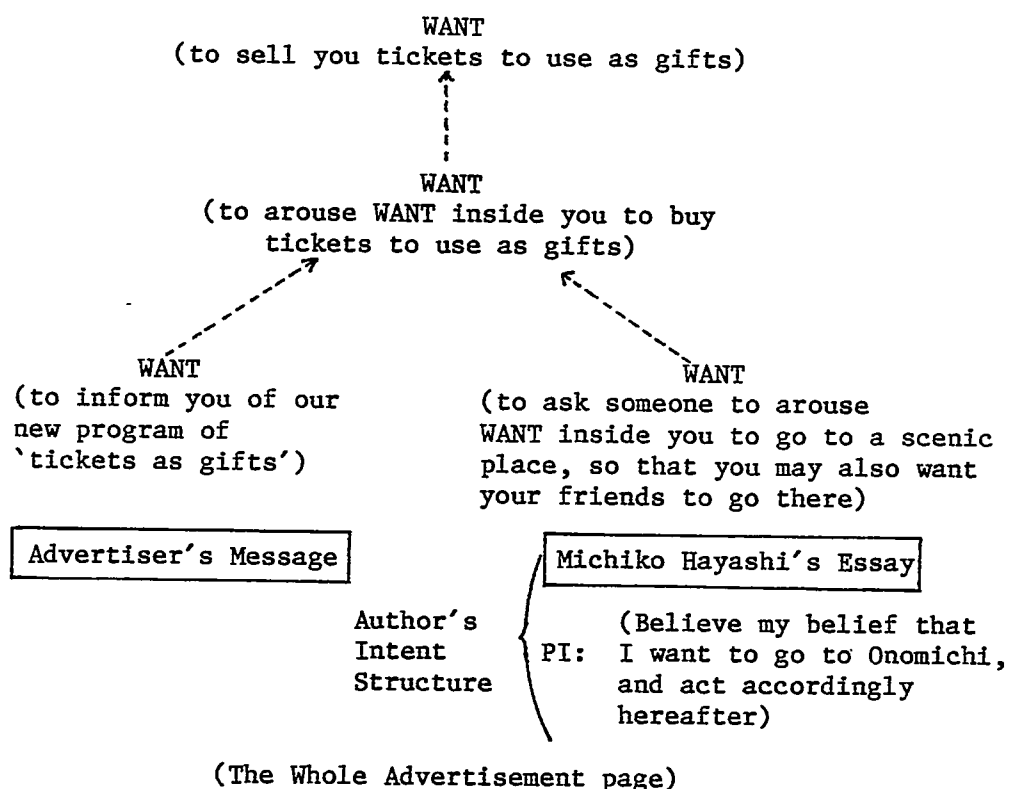 WANT
(to sell you tickets to use as gifts)
WANT
(to arouse WANT inside you to buy
tickets to use as gifts)
WANT
(to inform you of our
new program of
`tickets as gifts')
WANT
(to ask someone to arouse
WANT inside you to go to a scenic
place, so that you may also want
your friends to go there)
Advertiser's Message
Michiko Hayashi's Essay
Author's
Intent
Structure
PI: (Believe my belief that
I want to go to Onomichi,
and act accordingly
hereafter)
(The Whole Advertisement page)